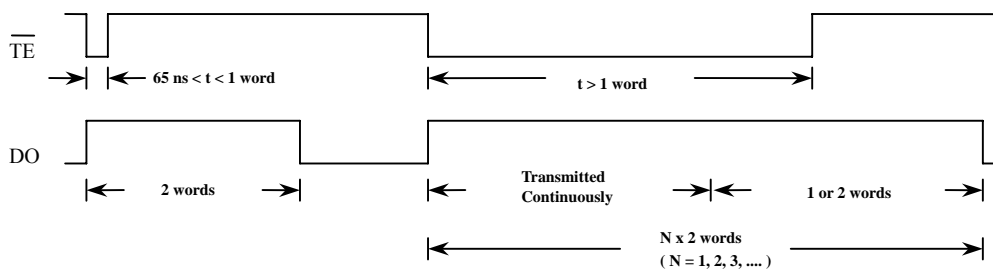 TE
65 ns < t < 1 word
t > 1 word
DO
2 words
Transmitted
Continuously
1 or 2 words
N x 2 words
( N = 1, 2, 3, .... )